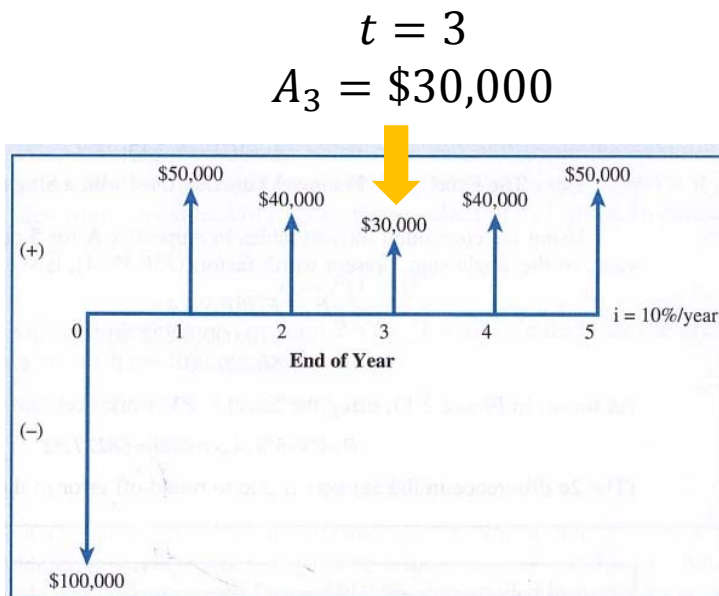 t = 3
A₃ = $30,000
$50,000
$50,000
$40,000
$40,000
$30,000
(+)
i = 10%/year
0 1 2 3 4 5
End of Year
(−)
$100,000